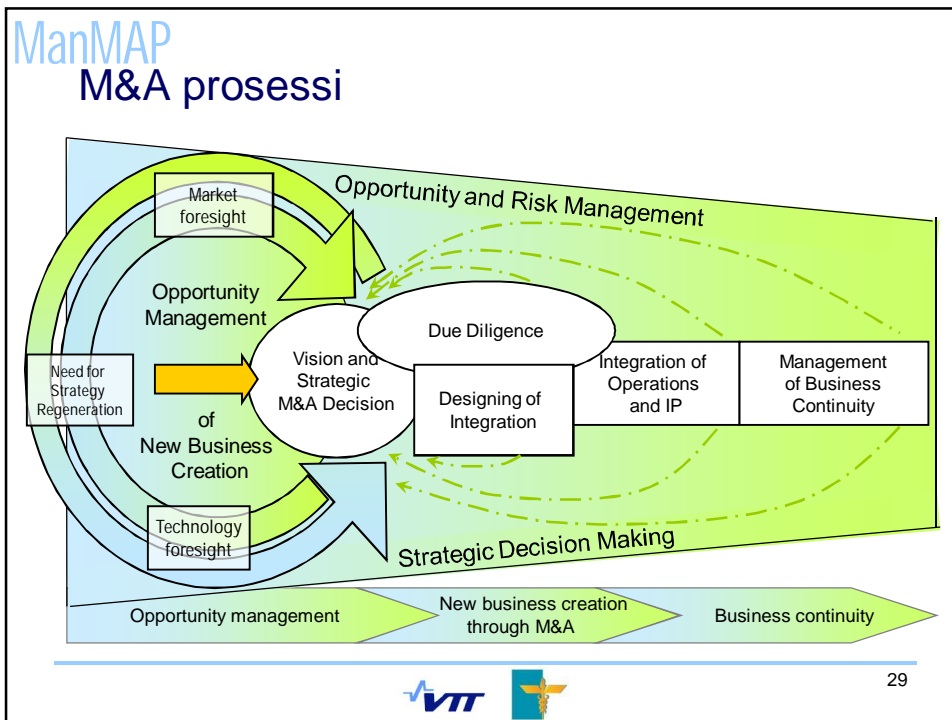 ManMAP
M&A prosessi
Opportunity and Risk Management
Market
foresight
Opportunity
Management
Due Diligence
Need for
Strategy
Regeneration
Vision and
Strategic
M&A Decision
Designing of
Integration
Integration of
Operations
and IP
Management
of Business
Continuity
of
New Business
Creation
Technology
foresight
Strategic Decision Making
Opportunity management
New business creation
through M&A
Business continuity
VTT
29